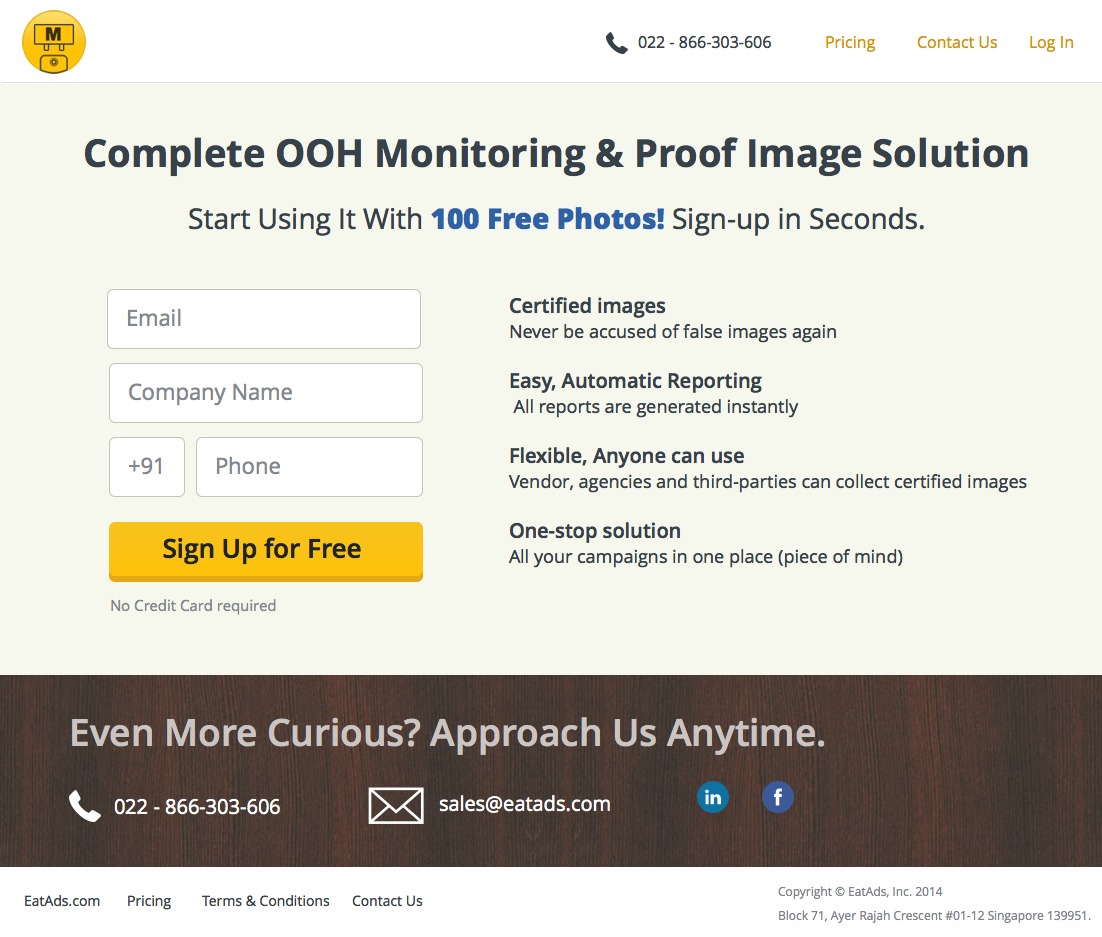 M
022 - 866-303-606
Pricing
Contact Us
Log In
Complete OOH Monitoring & Proof Image Solution
Start Using It With 100 Free Photos! Sign-up in Seconds.
Email
Company Name
+91
Phone
Sign Up for Free
No Credit Card required
Certified images
Never be accused of false images again
Easy, Automatic Reporting
All reports are generated instantly
Flexible, Anyone can use
Vendor, agencies and third-parties can collect certified images
One-stop solution
All your campaigns in one place (piece of mind)
Even More Curious? Approach Us Anytime.
022 - 866-303-606
sales@eatads.com
in
f
EatAds.com
Pricing
Terms & Conditions
Contact Us
Copyright © EatAds, Inc. 2014
Block 71, Ayer Rajah Crescent #01-12 Singapore 139951.